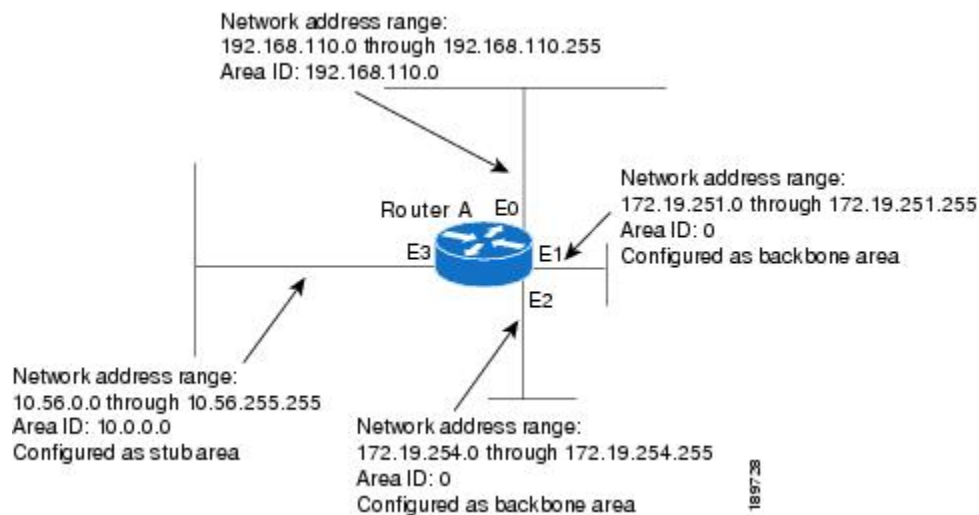 Network address range:
192.168.110.0 through 192.168.110.255
Area ID: 192.168.110.0
Network address range:
172.19.251.0 through 172.19.251.255
Area ID: 0
Configured as backbone area
Router A
E0
E3
E1
E2
Network address range:
10.56.0.0 through 10.56.255.255
Area ID: 10.0.0.0
Configured as stub area
Network address range:
172.19.254.0 through 172.19.254.255
Area ID: 0
Configured as backbone area
189728